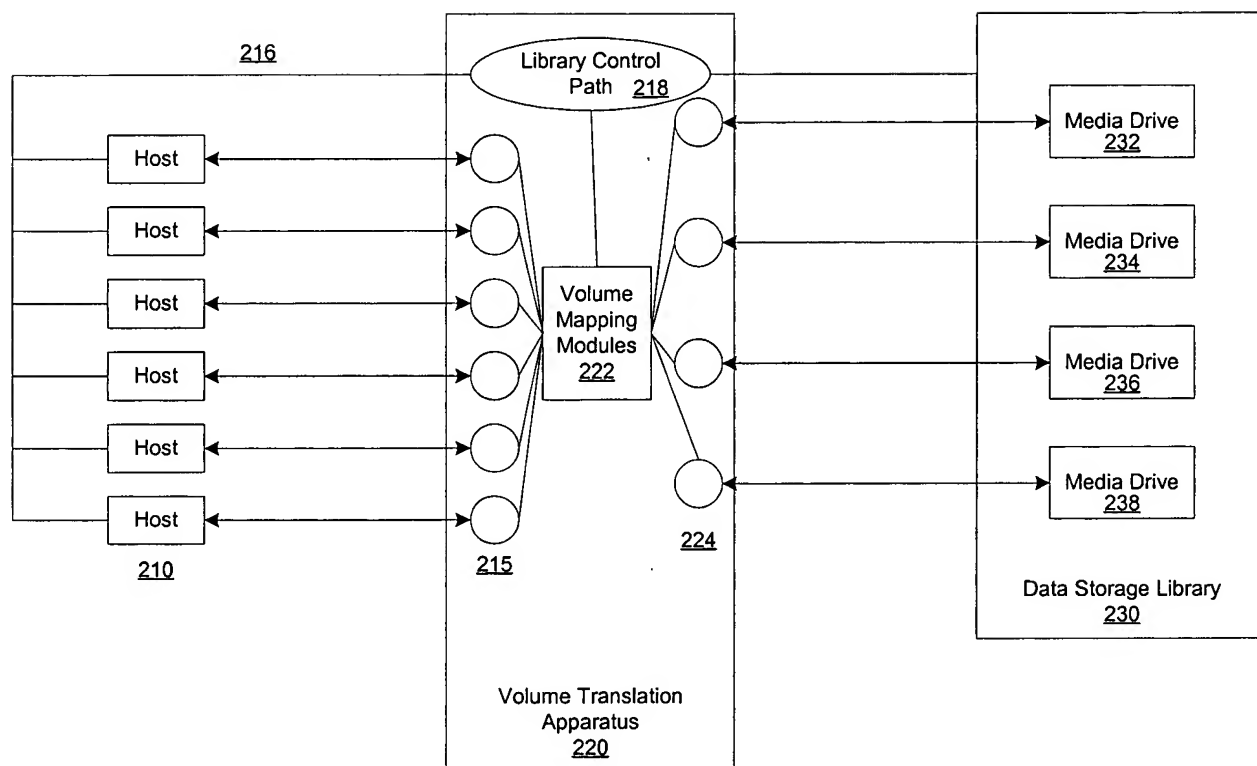 216
Library Control
Path 218
Host
Host
Host
Host
Host
Host
210
215
Volume
Mapping
Modules
222
224
Volume Translation
Apparatus
220
Media Drive
232
Media Drive
234
Media Drive
236
Media Drive
238
Data Storage Library
230